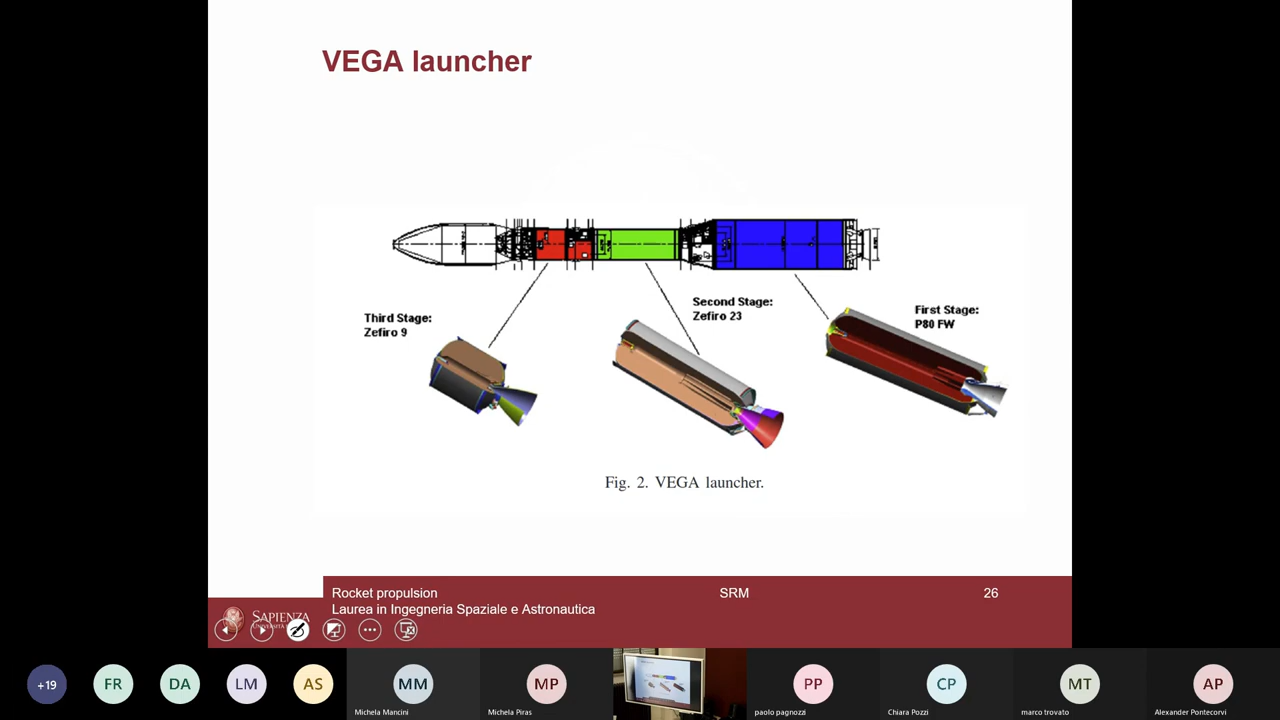 VEGA launcher
Third Stage:
Zefiro 9
Second Stage:
Zefiro 23
First Stage:
P80 FW
Fig. 2. VEGA launcher.
Rocket propulsion
SRM
26
Laurea in Ingegneria Spaziale e Astronautica
SAPIENZA
+19
FR
DA
LM
AS
MM
Michela Mancini
MP
Michela Piras
PP
paolo pagnozzi
CP
Chiara Pozzi
MT
marco trovato
AP
Alexander Pontecorvi